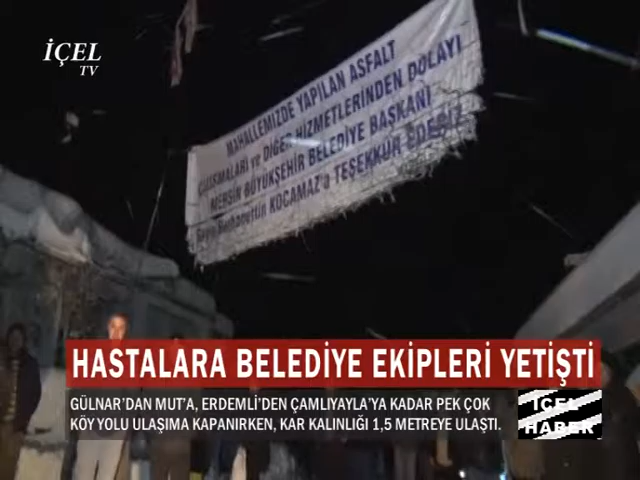 İÇEL
TV
MAHALLEMİZDE YAPILAN ASFALT
ÇALIŞMALARI ve DİĞER HİZMETLERİNDEN DOLAYI
MERSİN BÜYÜKŞEHİR BELEDİYE BAŞKANI
Sayın Burhanettin KOCAMAZ'a TEŞEKKÜR EDERİZ
HASTALARA BELEDİYE EKİPLERİ YETİŞTİ
GÜLNAR'DAN MUT'A, ERDEMLİ'DEN ÇAMLIYAYLA'YA KADAR PEK ÇOK
KÖY YOLU ULAŞIMA KAPANIRKEN, KAR KALINLIĞI 1,5 METREYE ULAŞTI.
İÇEL
HABER